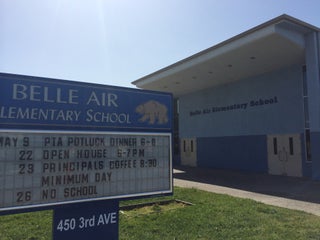 BELLE AIR
ELEMENTARY SCHOOL
MAY 9 PTA POTLUCK DINNER 6-8
22 OPEN HOUSE 6-7PM
23 PRINCIPALS COFFEE 8:30
MINIMUM DAY
26 NO SCHOOL
450 3rd AVE
Belle Air Elementary School